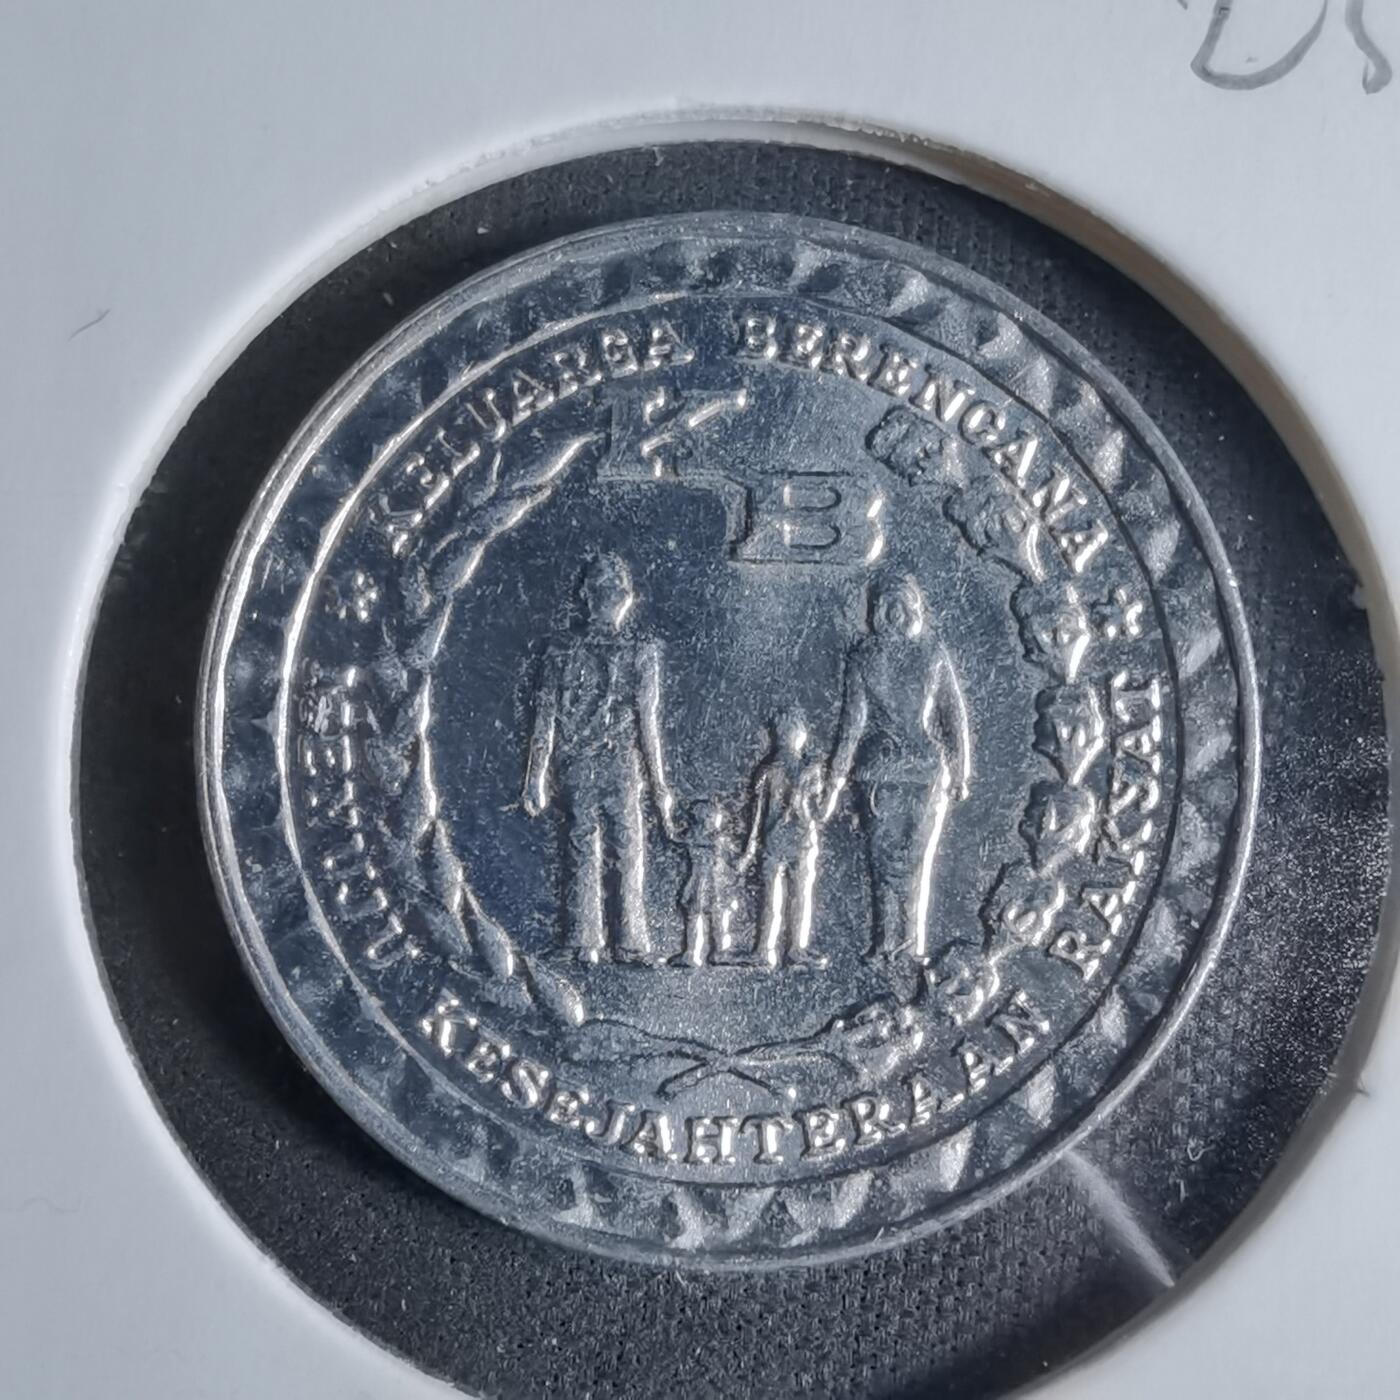 KELUARGA BERENCANA
KB
MENUJU KESEJAHTERAAN RAKYAT